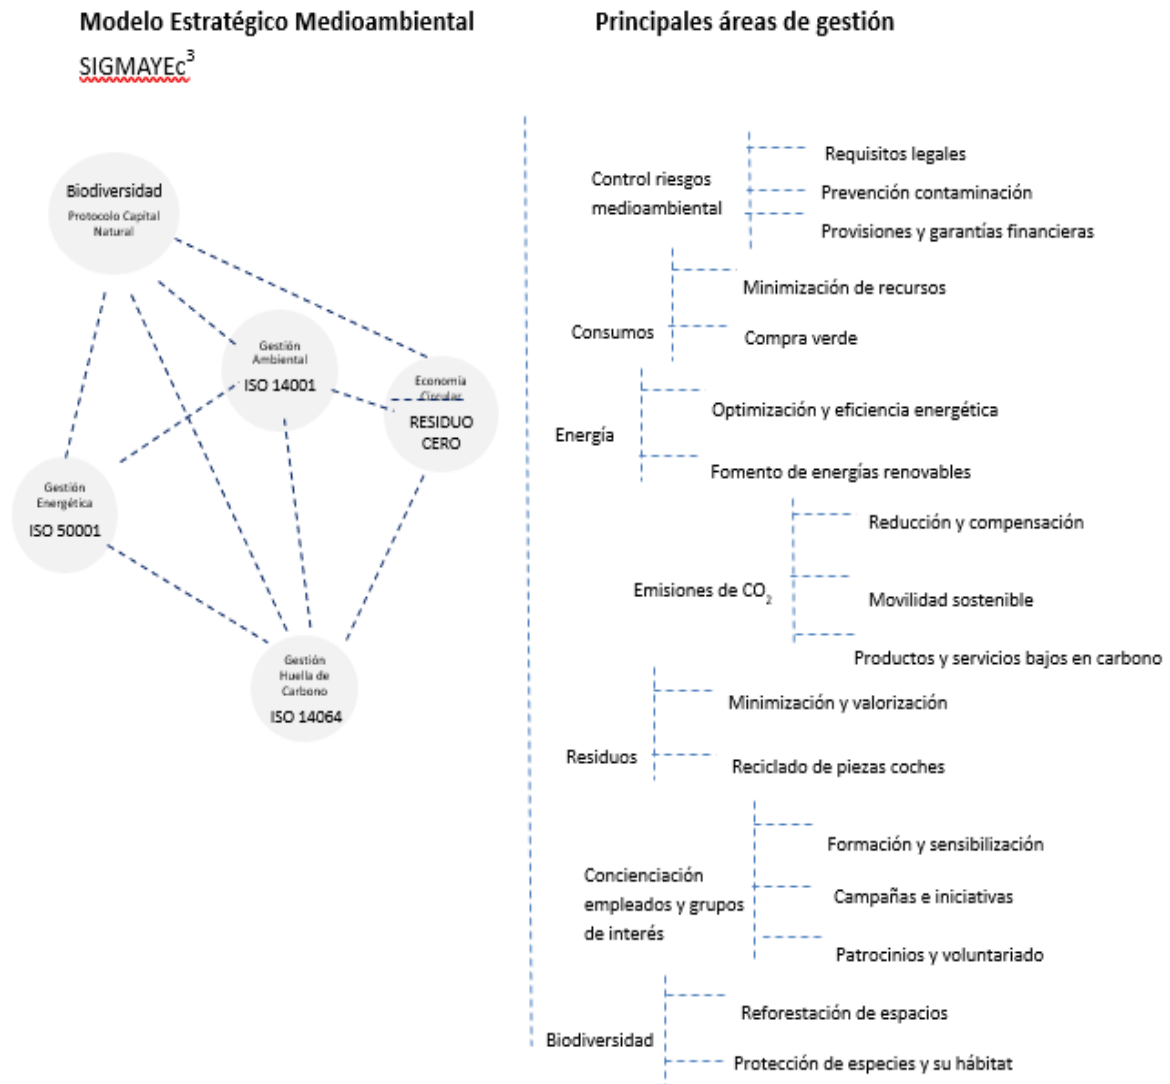 Modelo Estratégico Medioambiental
SIGMAYEc³
Biodiversidad
Protocolo Capital
Natural
Gestión
Ambiental
ISO 14001
Economía
Circular
RESIDUO
CERO
Gestión
Energética
ISO 50001
Gestión
Huella de
Carbono
ISO 14064
Principales áreas de gestión
Control riesgos
medioambiental
Requisitos legales
Prevención contaminación
Provisiones y garantías financieras
Consumos
Minimización de recursos
Compra verde
Energía
Optimización y eficiencia energética
Fomento de energías renovables
Emisiones de CO₂
Reducción y compensación
Movilidad sostenible
Productos y servicios bajos en carbono
Residuos
Minimización y valorización
Reciclado de piezas coches
Concienciación
empleados y grupos
de interés
Formación y sensibilización
Campañas e iniciativas
Patrocinios y voluntariado
Biodiversidad
Reforestación de espacios
Protección de especies y su hábitat